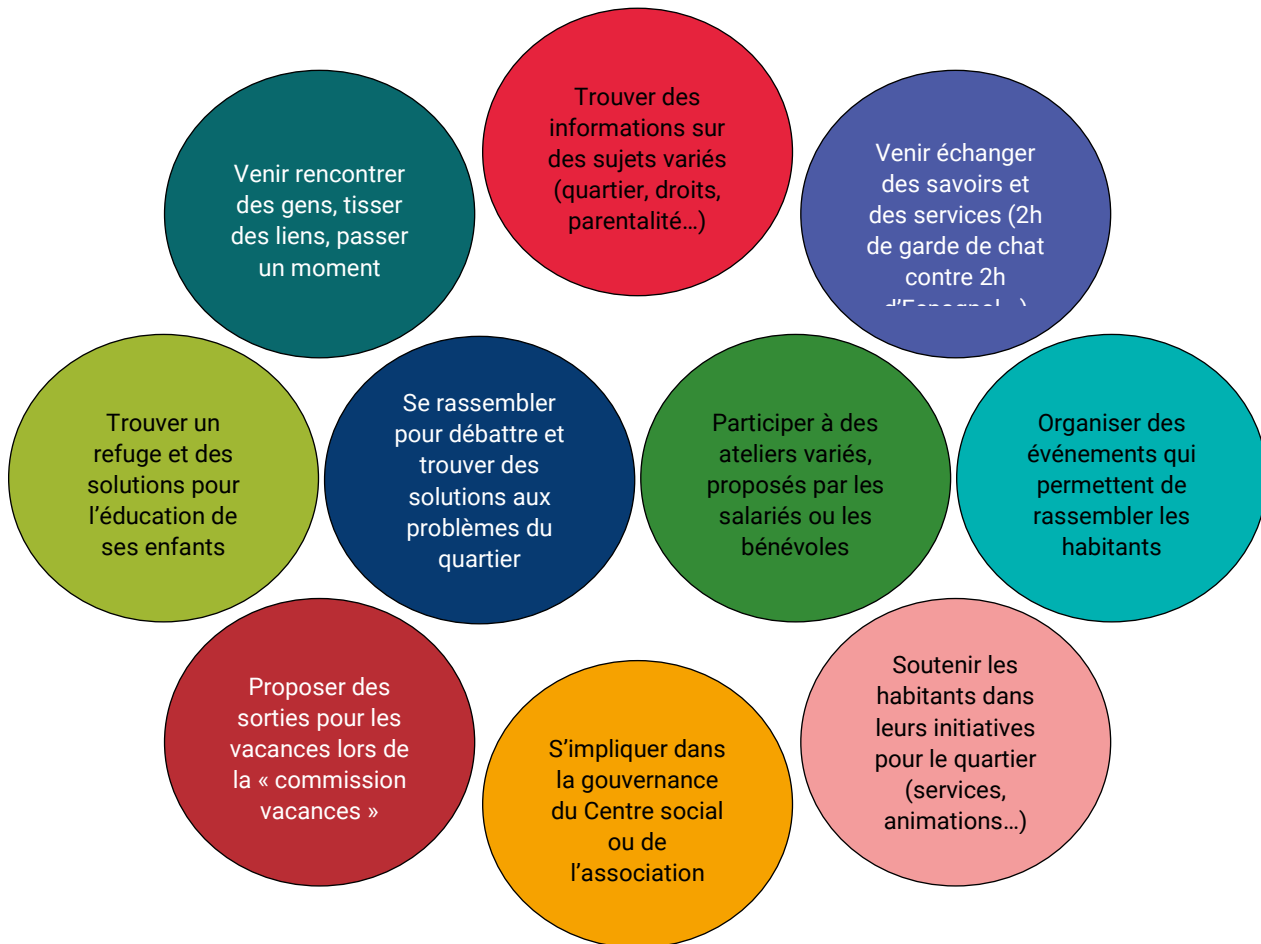 Trouver des
informations sur
des sujets variés
(quartier, droits,
parentalité…)
Venir rencontrer
des gens, tisser
des liens, passer
un moment
Venir échanger
des savoirs et
des services (2h
de garde de chat
contre 2h
d’Espagnol…)
Trouver un
refuge et des
solutions pour
l’éducation de
ses enfants
Se rassembler
pour débattre et
trouver des
solutions aux
problèmes du
quartier
Participer à des
ateliers variés,
proposés par les
salariés ou les
bénévoles
Organiser des
événements qui
permettent de
rassembler les
habitants
Proposer des
sorties pour les
vacances lors de
la « commission
vacances »
S’impliquer dans
la gouvernance
du Centre social
ou de
l’association
Soutenir les
habitants dans
leurs initiatives
pour le quartier
(services,
animations…)